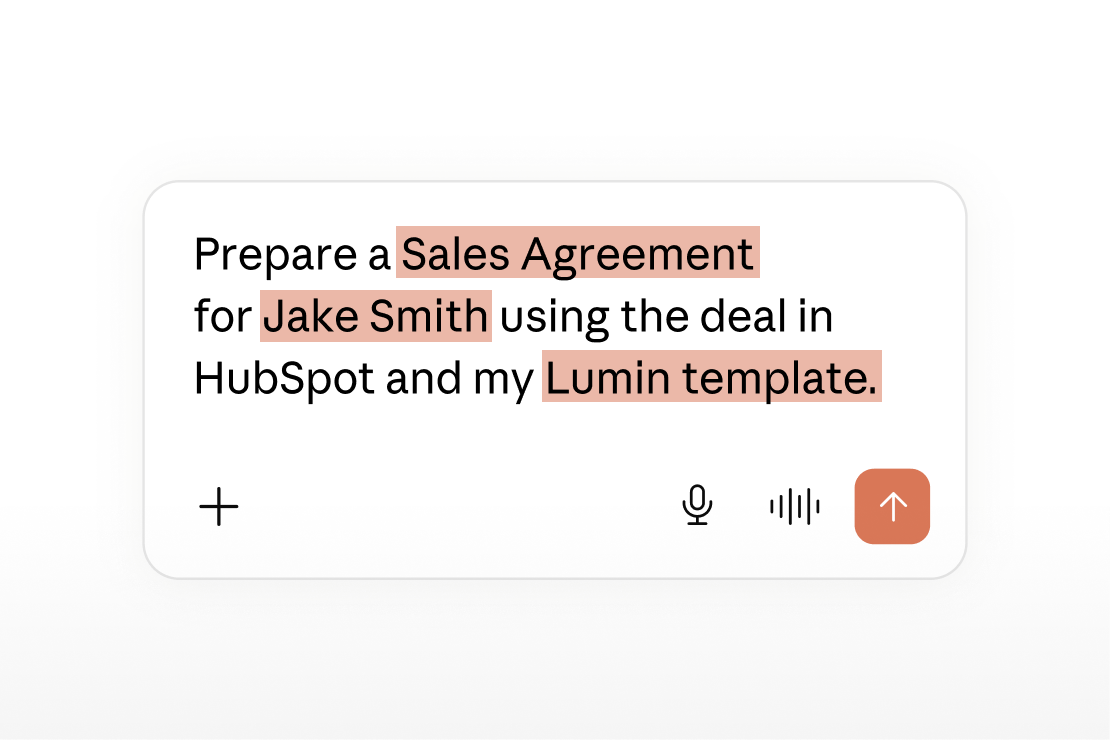 Prepare a Sales Agreement
for Jake Smith using the deal in
HubSpot and my Lumin template.